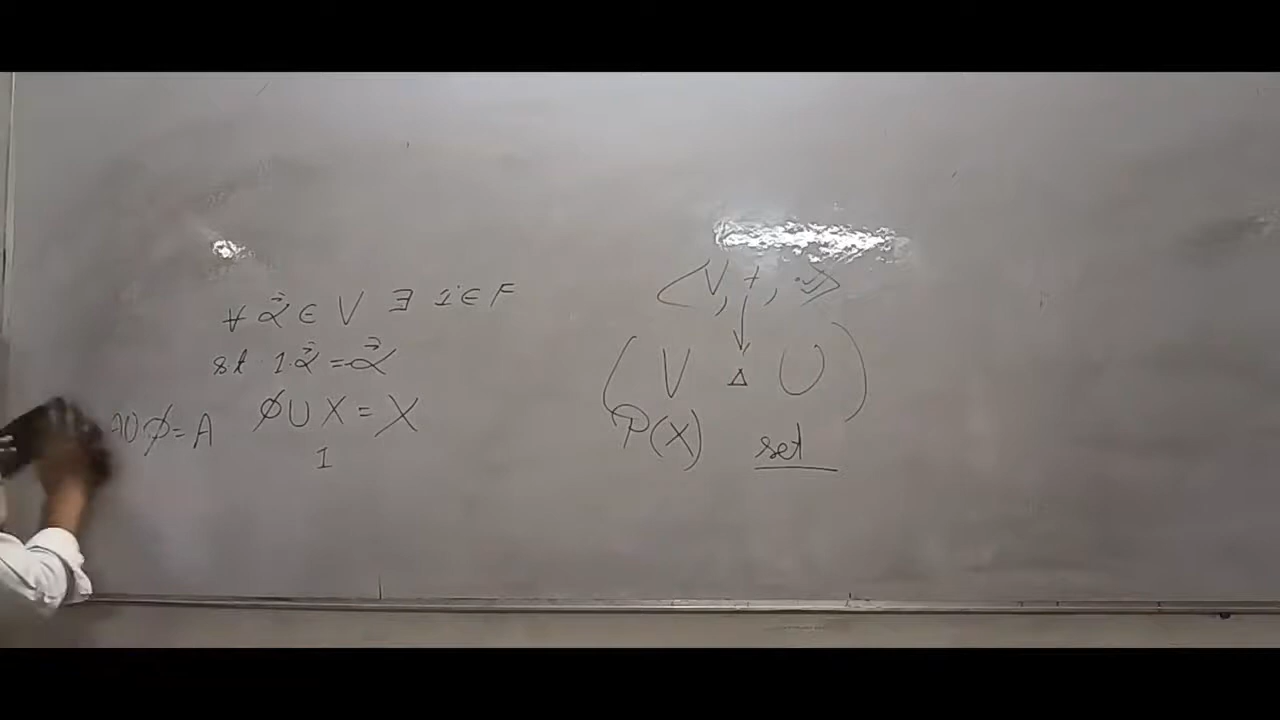 ∀ α⃗ ∈ V ∃ 1 ∈ F
st · 1·α⃗ = α⃗
A∪∅ = A
∅∪X = X
1
<V, +, ·>
(V △ ∪)
P(X)
set